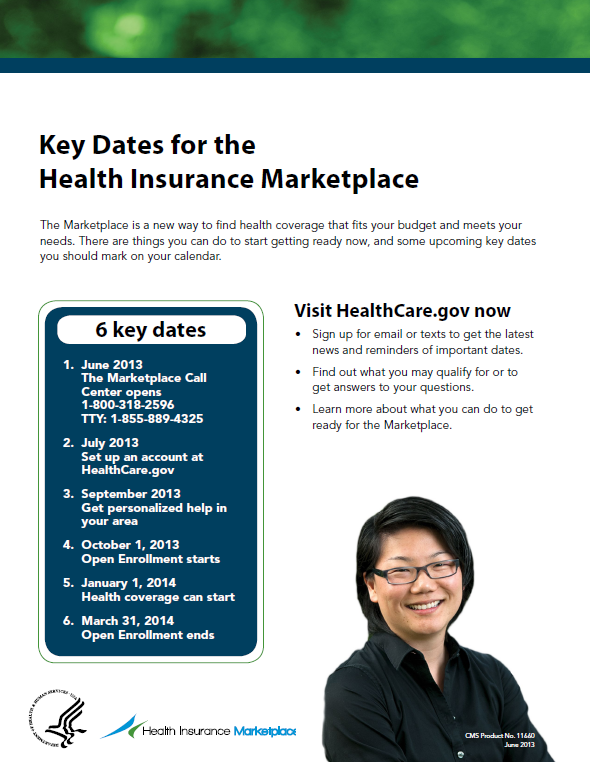 Key Dates for the
Health Insurance Marketplace
The Marketplace is a new way to find health coverage that fits your budget and meets your
needs. There are things you can do to start getting ready now, and some upcoming key dates
you should mark on your calendar.
6 key dates
1. June 2013
The Marketplace Call
Center opens
1-800-318-2596
TTY: 1-855-889-4325
2. July 2013
Set up an account at
HealthCare.gov
3. September 2013
Get personalized help in
your area
4. October 1, 2013
Open Enrollment starts
5. January 1, 2014
Health coverage can start
6. March 31, 2014
Open Enrollment ends
Visit HealthCare.gov now
• Sign up for email or texts to get the latest
news and reminders of important dates.
• Find out what you may qualify for or to
get answers to your questions.
• Learn more about what you can do to get
ready for the Marketplace.
DEPARTMENT OF HEALTH & HUMAN SERVICES · USA
Health Insurance Marketplace
CMS Product No. 11660
June 2013